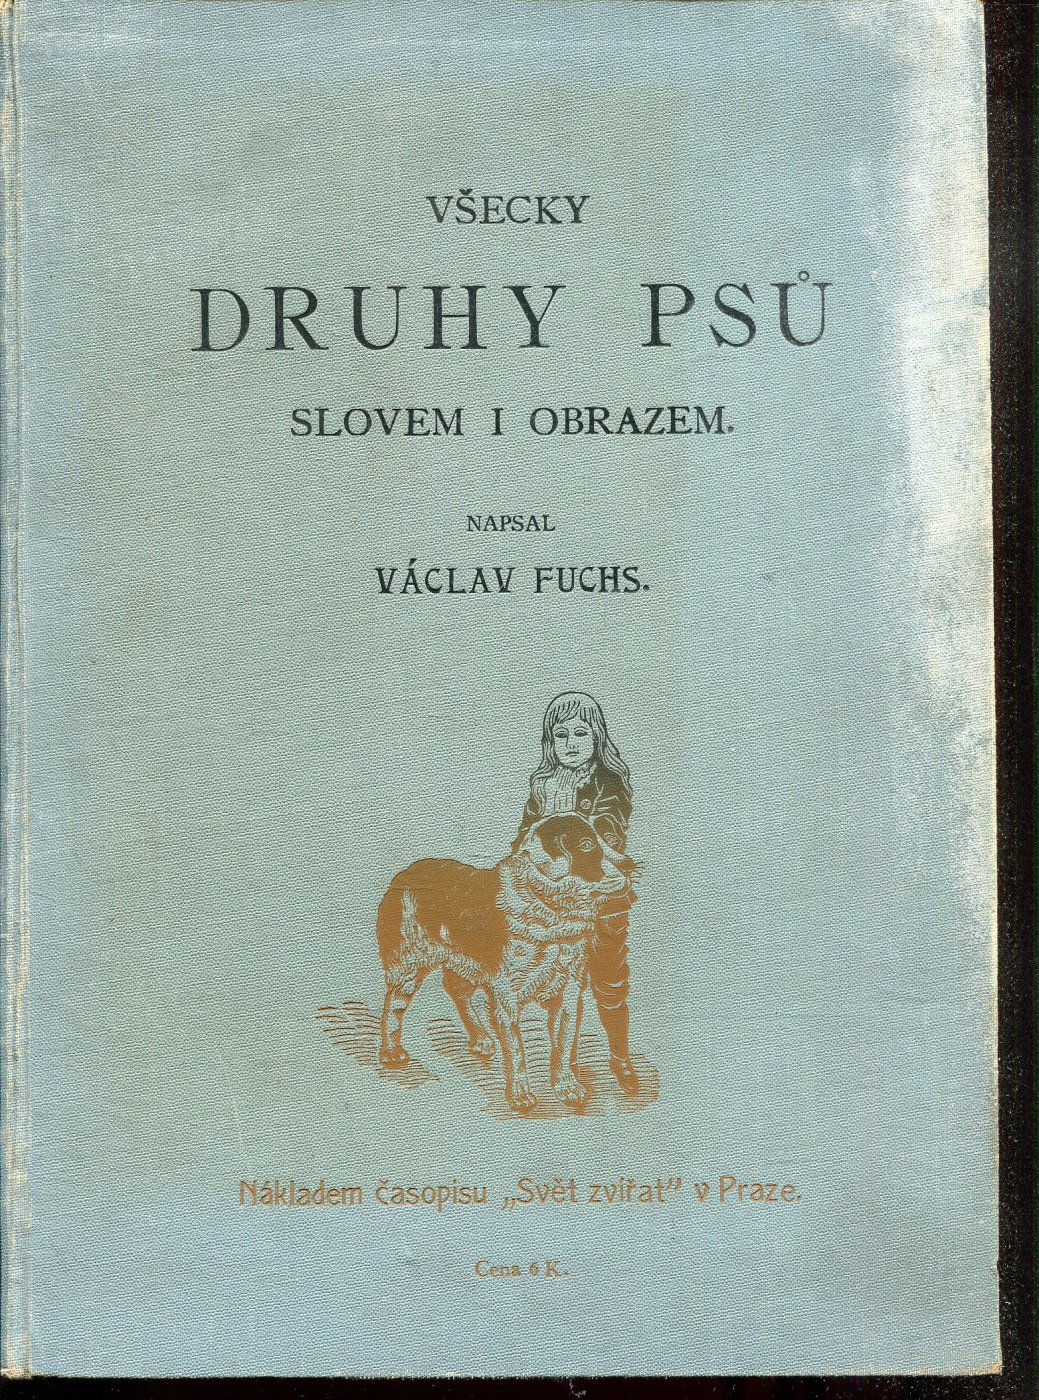 VŠECKY
DRUHY PSŮ
SLOVEM I OBRAZEM.
NAPSAL
VÁCLAV FUCHS.
Nákladem časopisu „Svět zvířat" v Praze.
Cena 6 K.